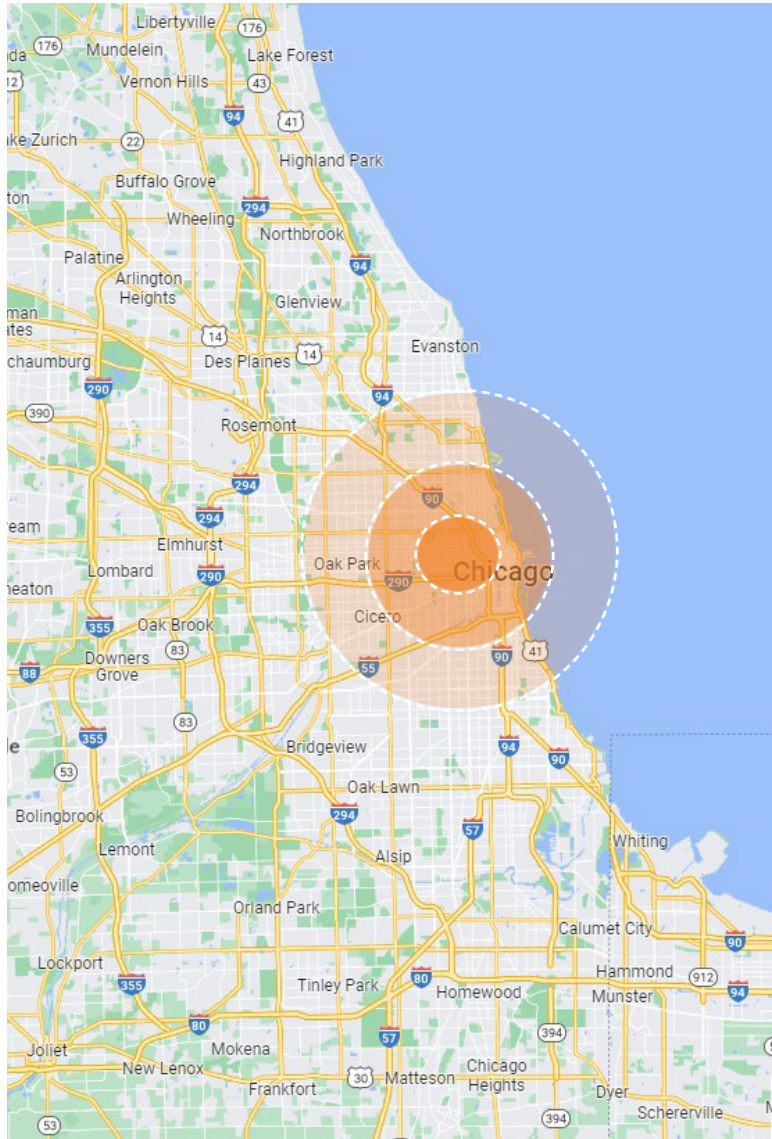 Libertyville
176
176
Mundelein
Lake Forest
12
Vernon Hills
43
94
41
22
Highland Park
Buffalo Grove
294
Wheeling
Northbrook
Palatine
94
Arlington
Heights
Glenview
14
14
Evanston
Des Plaines
290
94
390
Rosemont
294
90
294
Elmhurst
Oak Park
Chicago
Lombard
290
290
Cicero
355
Oak Brook
83
41
90
Downers
Grove
88
55
83
355
Bridgeview
94
90
53
Oak Lawn
Bolingbrook
294
57
Whiting
Lemont
Alsip
Orland Park
Calumet City
90
Lockport
355
Tinley Park
80
Homewood
Hammond
912
94
Munster
80
57
394
Joliet
Mokena
New Lenox
Frankfort
30
Matteson
Chicago
Heights
Dyer
Schererville
53
394